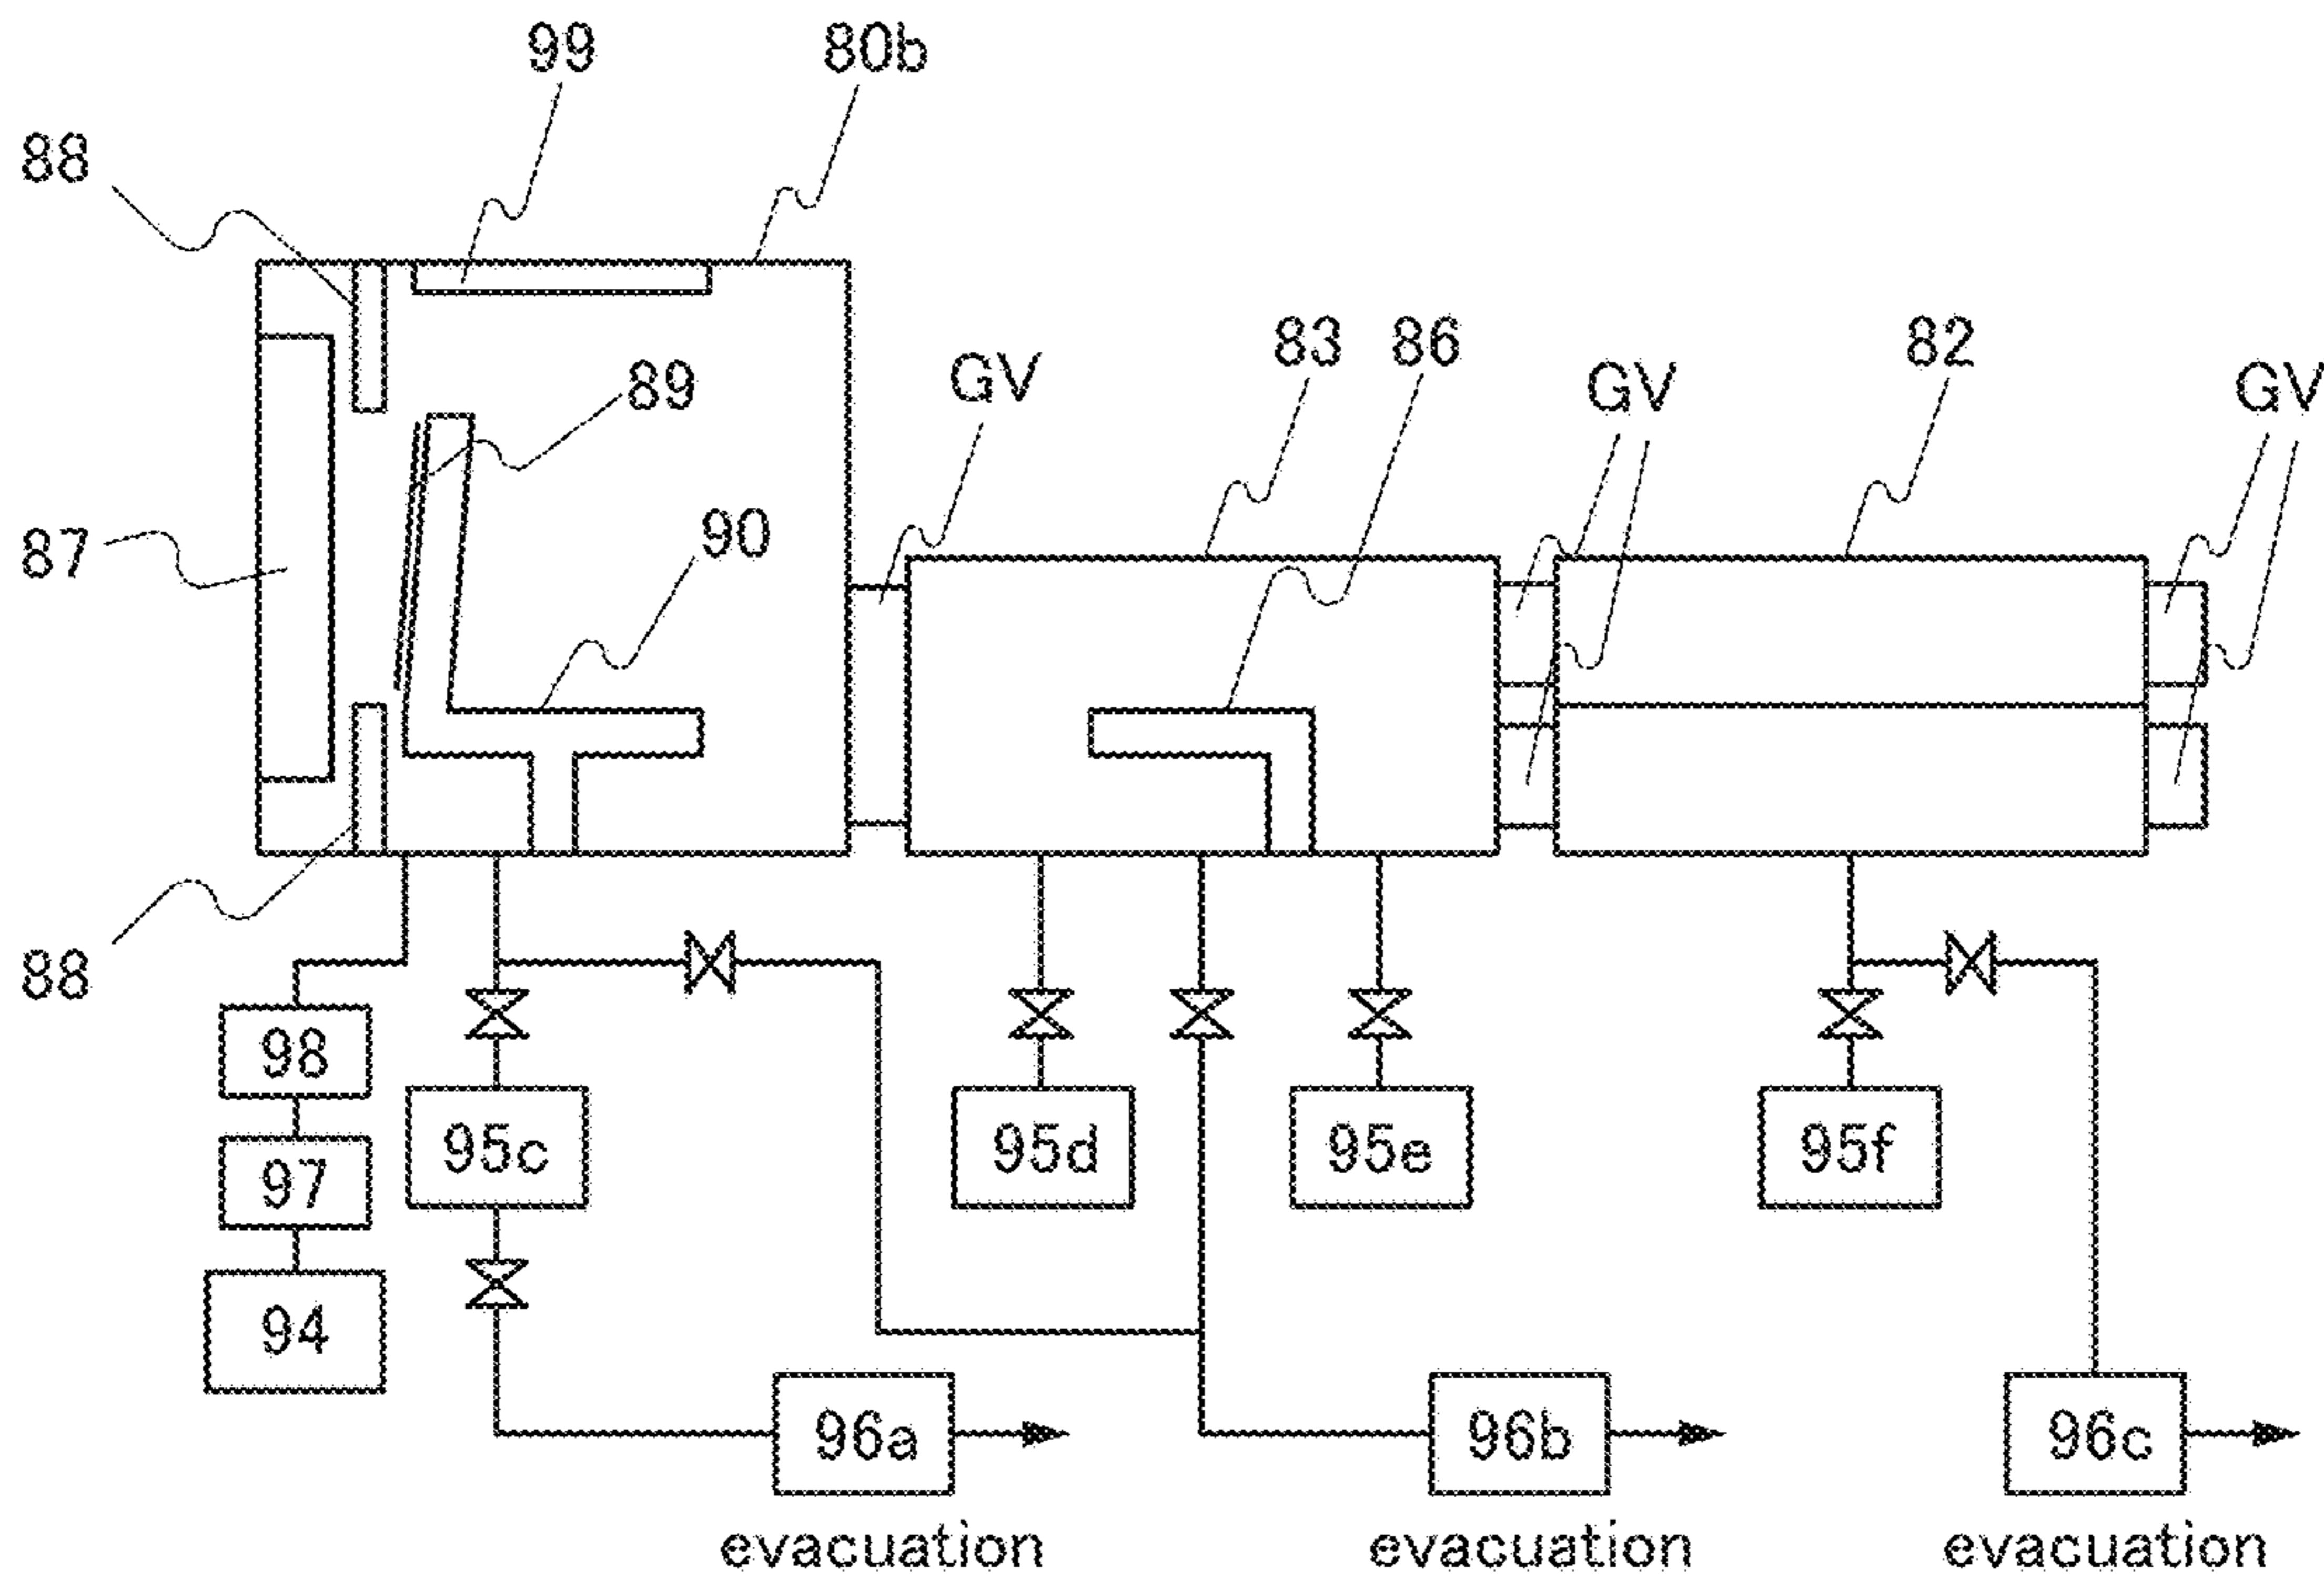 99 80b
88
83 86 82
GV GV GV
89
90
87
88
98
97
94
95c 95d 95e 95f
96a 96b 96c
evacuation evacuation evacuation